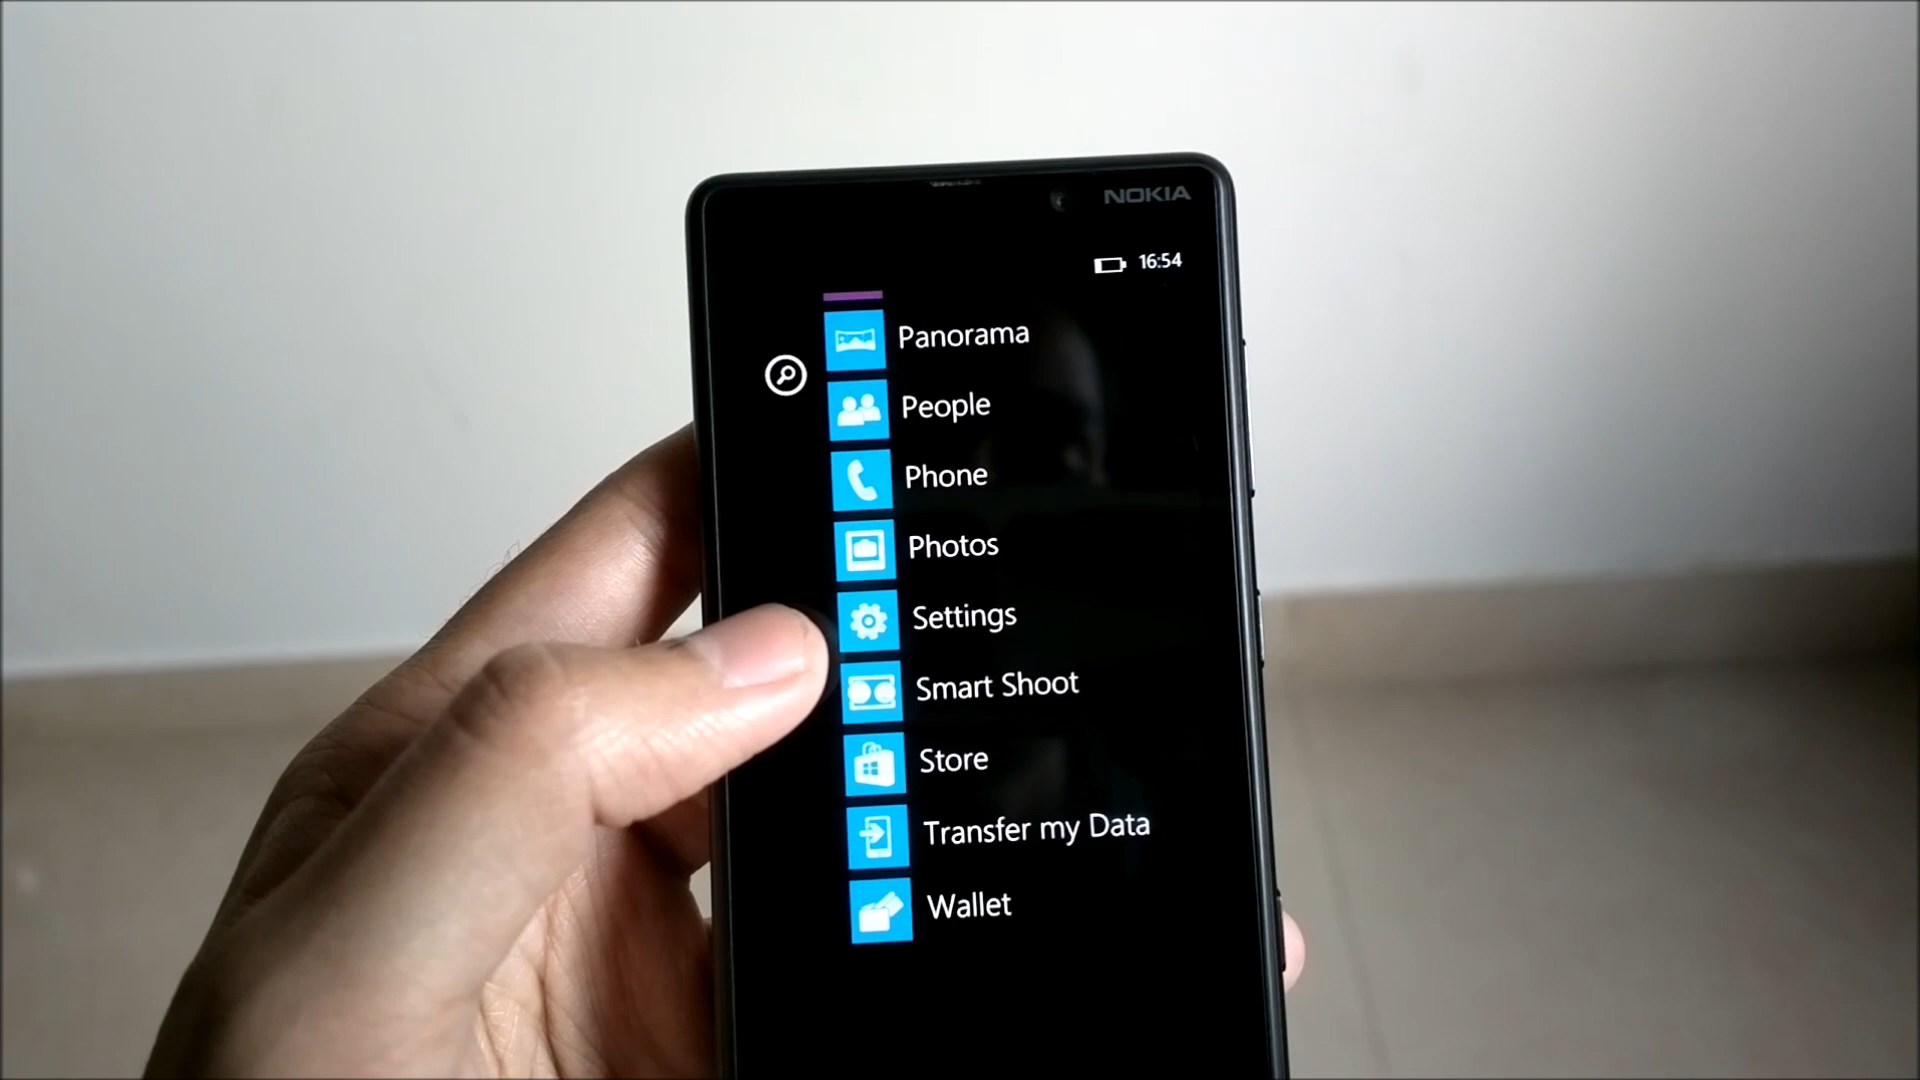 NOKIA
16:54
Panorama
People
Phone
Photos
Settings
Smart Shoot
Store
Transfer my Data
Wallet